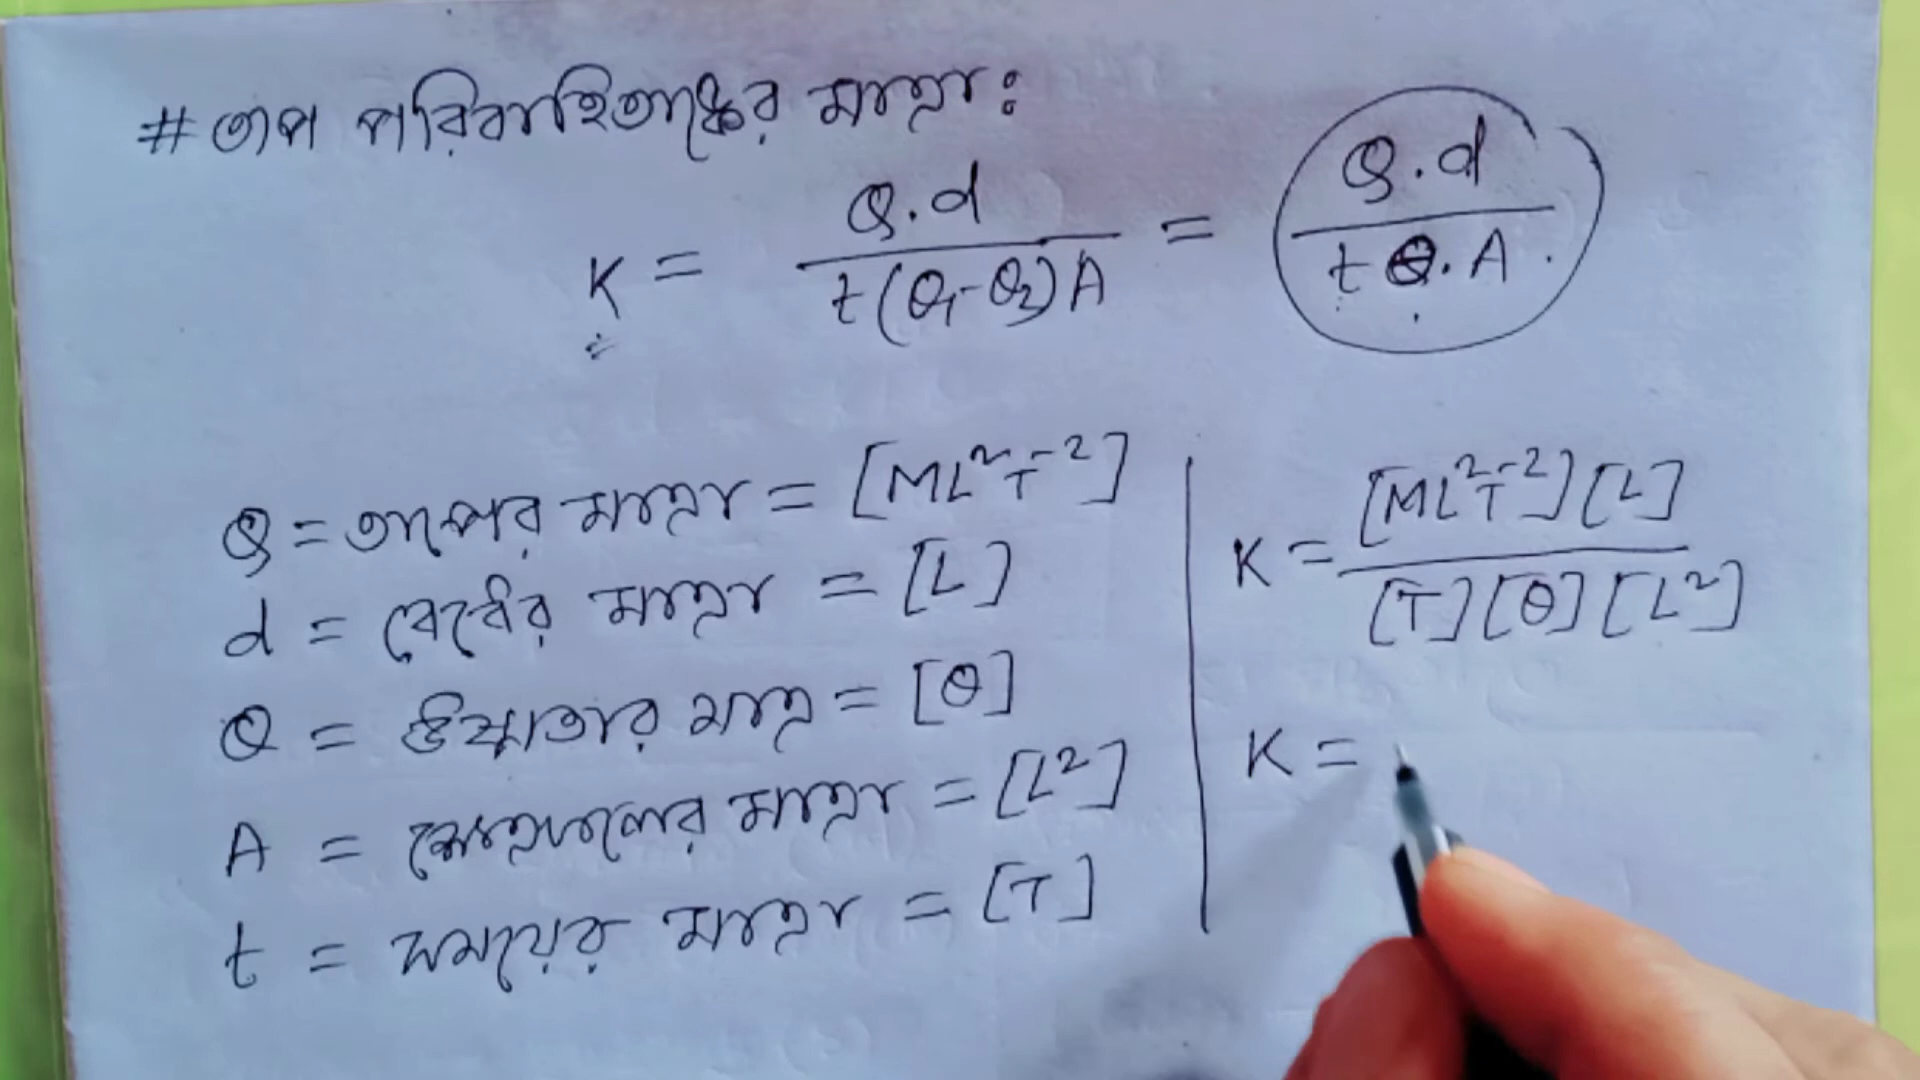 # তাপ পরিবাহিতাঙ্কের মাত্রা:
K = Q.d / t(θ₁-θ₂)A = Q.d / tθ.A
Q = তাপের মাত্রা = [ML²T⁻²]
d = বেধের মাত্রা = [L]
θ = উষ্ণতার মাত্র = [θ]
A = ক্ষেত্রফলের মাত্রা = [L²]
t = সময়ের মাত্রা = [T]
K = [ML²T⁻²][L] / [T][θ][L²]
K =